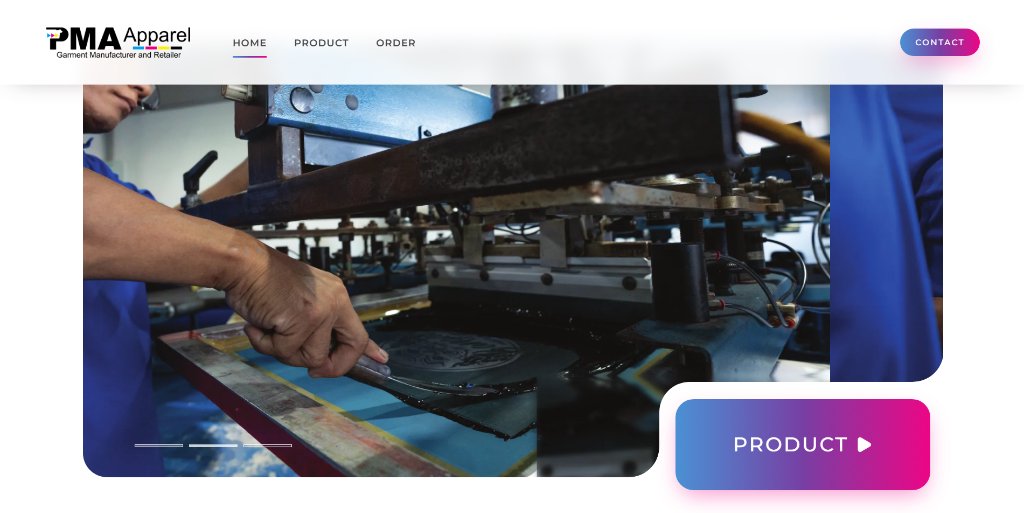 PMA Apparel
Garment Manufacturer and Retailer
HOME
PRODUCT
ORDER
CONTACT
PRODUCT